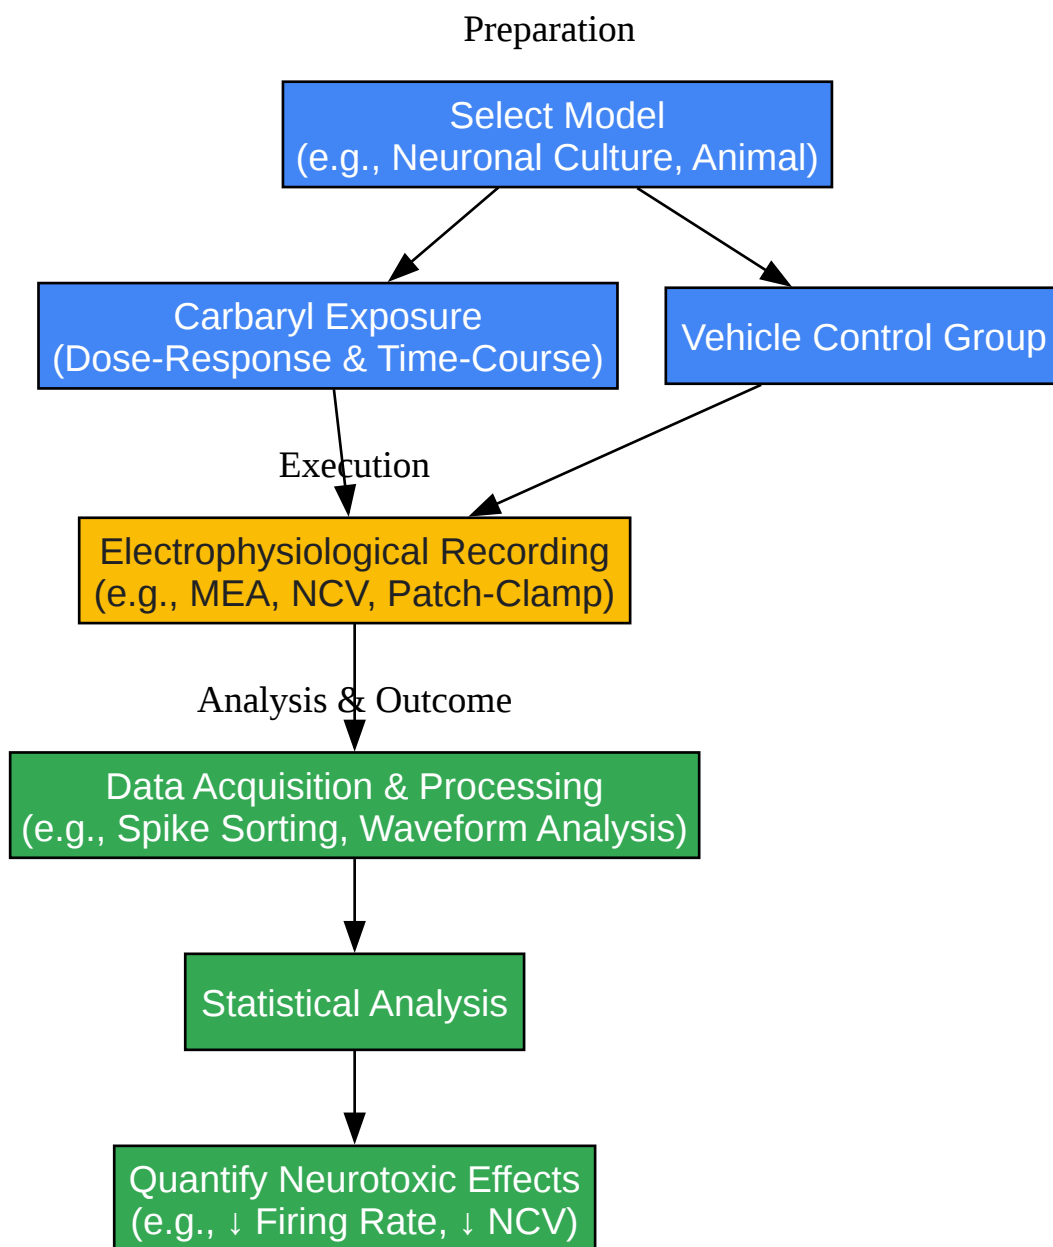 Preparation
Select Model
(e.g., Neuronal Culture, Animal)
Carbaryl Exposure
(Dose-Response & Time-Course)
Vehicle Control Group
Execution
Electrophysiological Recording
(e.g., MEA, NCV, Patch-Clamp)
Analysis & Outcome
Data Acquisition & Processing
(e.g., Spike Sorting, Waveform Analysis)
Statistical Analysis
Quantify Neurotoxic Effects
(e.g., ↓ Firing Rate, ↓ NCV)